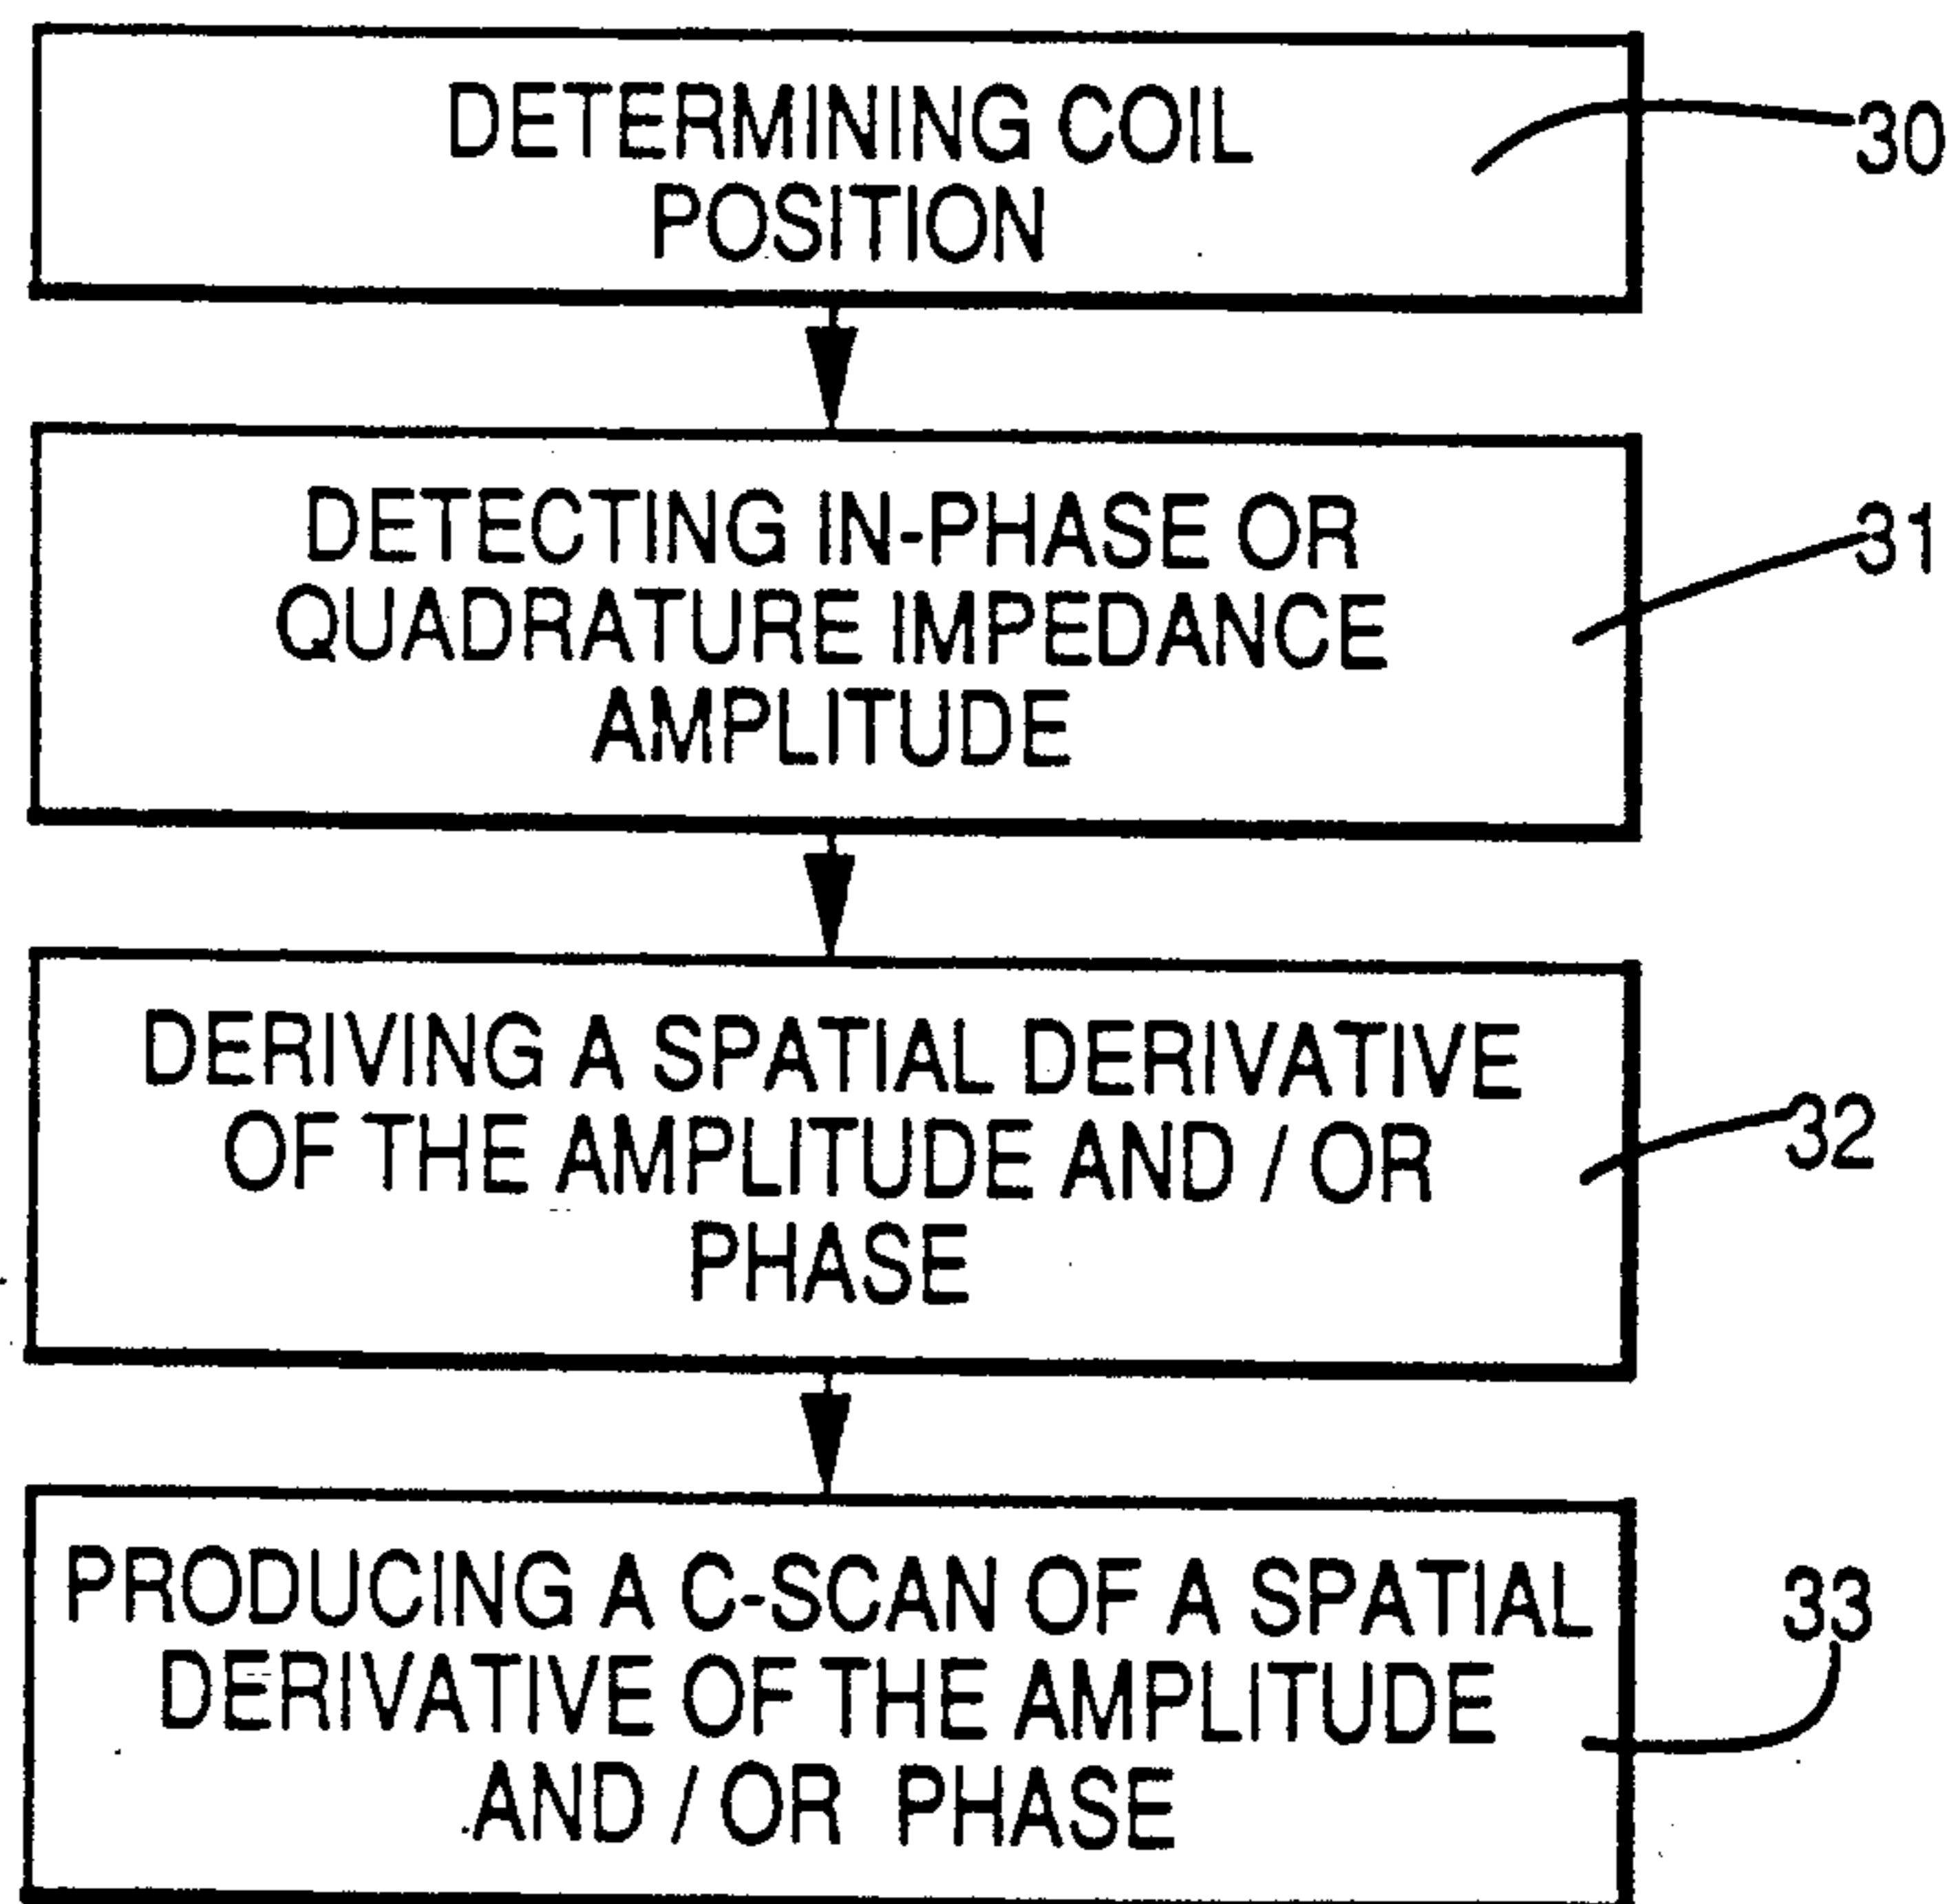 DETERMINING COIL
POSITION
30
DETECTING IN-PHASE OR
QUADRATURE IMPEDANCE
AMPLITUDE
31
DERIVING A SPATIAL DERIVATIVE
OF THE AMPLITUDE AND / OR
PHASE
32
PRODUCING A C-SCAN OF A SPATIAL
DERIVATIVE OF THE AMPLITUDE
AND / OR PHASE
33